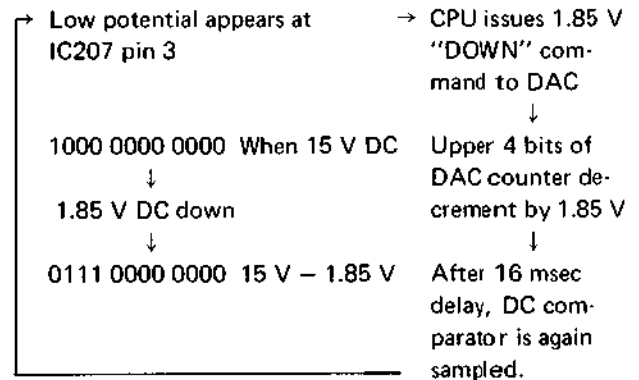 → Low potential appears at
IC207 pin 3
1000 0000 0000 When 15 V DC
↓
1.85 V DC down
↓
0111 0000 0000 15 V – 1.85 V
→ CPU issues 1.85 V
"DOWN" com-
mand to DAC
↓
Upper 4 bits of
DAC counter de-
crement by 1.85 V
↓
After 16 msec
delay, DC com-
parator is again
sampled.